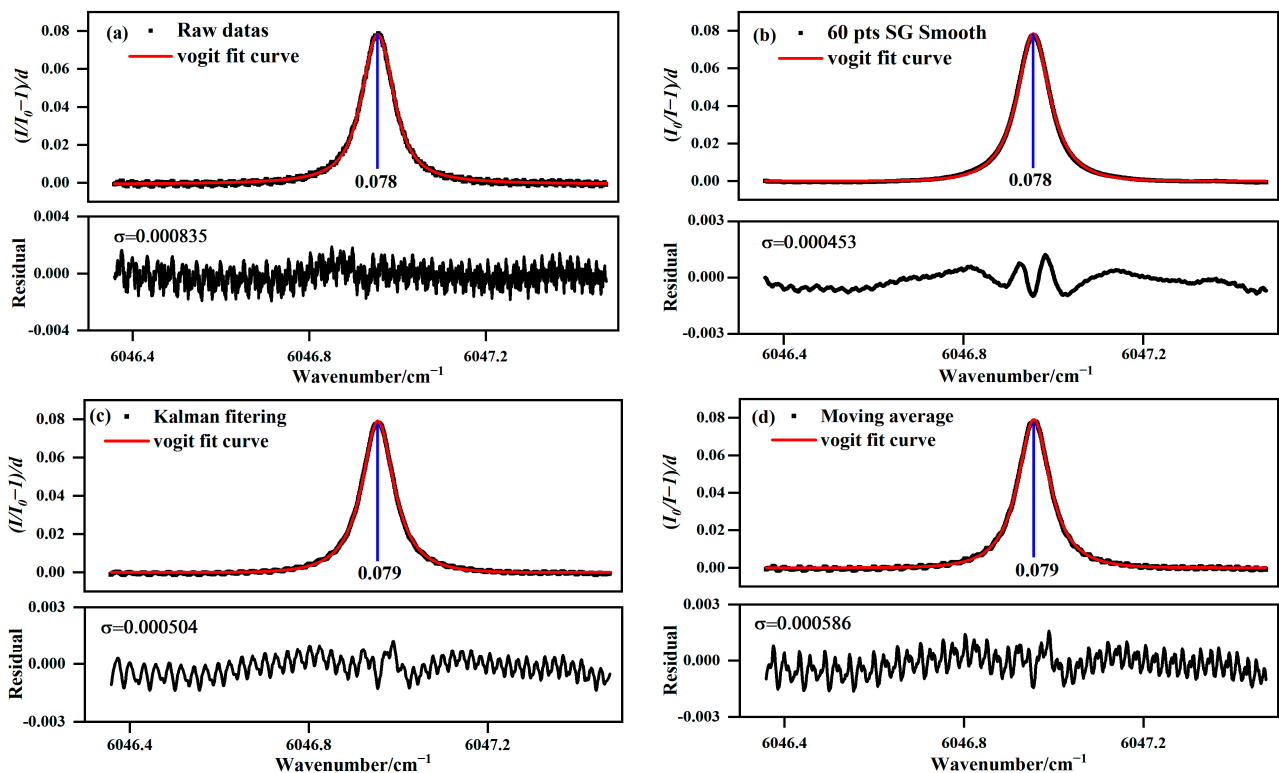 (a)
Raw datas
vogit fit curve
(I/I₀−1)/d
0.08
0.06
0.04
0.02
0.00
0.078
Residual
0.004
0.000
-0.004
σ=0.000835
6046.4
6046.8
6047.2
Wavenumber/cm⁻¹
(b)
60 pts SG Smooth
vogit fit curve
(I₀/I−1)/d
0.08
0.06
0.04
0.02
0.00
0.078
Residual
0.003
0.000
-0.003
σ=0.000453
6046.4
6046.8
6047.2
Wavenumber/cm⁻¹
(c)
Kalman fitering
vogit fit curve
(I/I₀−1)/d
0.08
0.06
0.04
0.02
0.00
0.079
Residual
0.003
0.000
-0.003
σ=0.000504
6046.4
6046.8
6047.2
Wavenumber/cm⁻¹
(d)
Moving average
vogit fit curve
(I₀/I−1)/d
0.08
0.06
0.04
0.02
0.00
0.079
Residual
0.003
0.000
-0.003
σ=0.000586
6046.4
6046.8
6047.2
Wavenumber/cm⁻¹